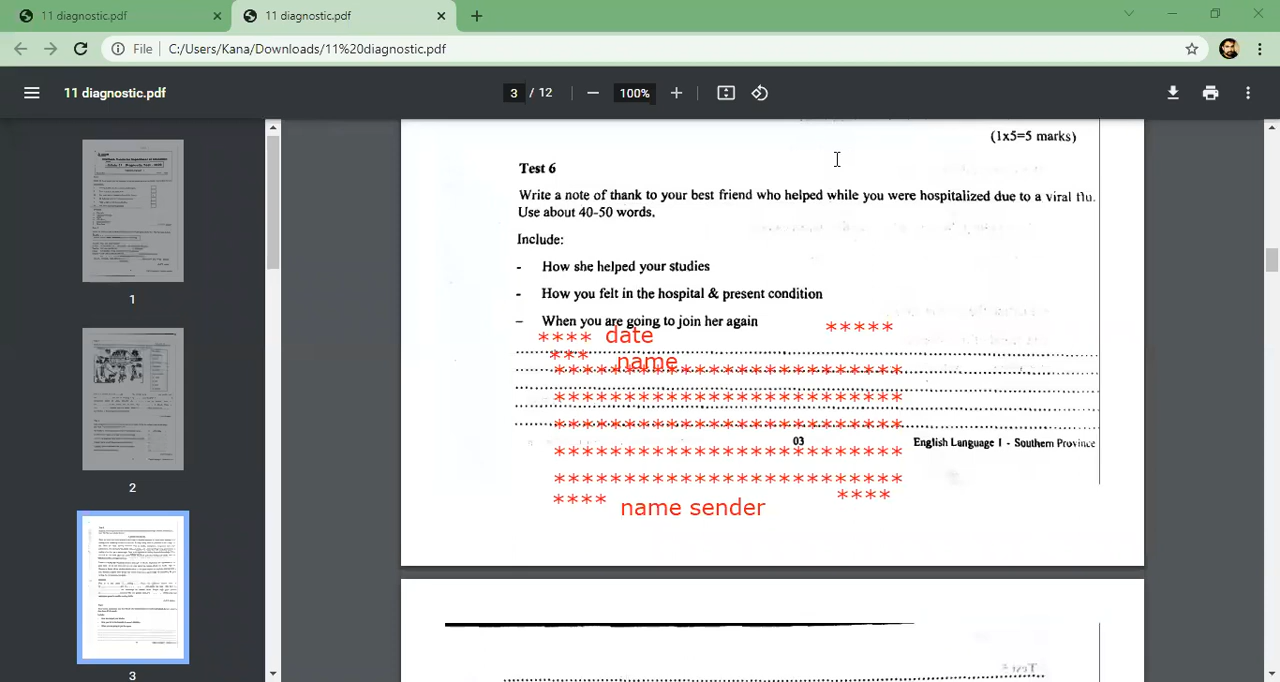 11 diagnostic.pdf
11 diagnostic.pdf
File C:/Users/Kana/Downloads/11%20diagnostic.pdf
11 diagnostic.pdf
3 / 12
100%
(1x5=5 marks)
Test 6
Write a note of thank to your best friend who helped while you were hospitalized due to a viral flu.
Use about 40-50 words.
Include:
- How she helped your studies
- How you felt in the hospital & present condition
- When you are going to join her again
**** date *****
*** name
**************************
**************************
**************************
03 English Language I - Southern Province
**************************
**************************
**** name sender ****
1
2
3